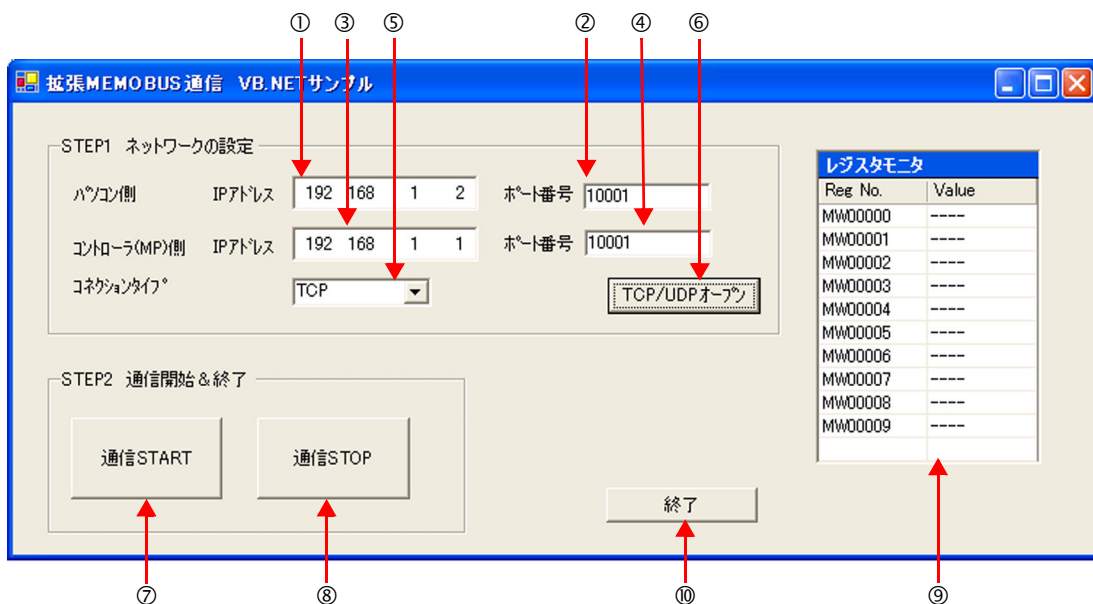 ① ③ ⑤ ② ④ ⑥
拡張MEMOBUS通信 VB.NETサンプル
STEP1 ネットワークの設定
パソコン側 IPアドレス 192 168 1 2 ポート番号 10001
コントローラ(MP)側 IPアドレス 192 168 1 1 ポート番号 10001
コネクションタイプ TCP TCP/UDPオープン
STEP2 通信開始&終了
通信START 通信STOP
終了
レジスタモニタ
Reg No. Value
MW00000 ----
MW00001 ----
MW00002 ----
MW00003 ----
MW00004 ----
MW00005 ----
MW00006 ----
MW00007 ----
MW00008 ----
MW00009 ----
⑦ ⑧ ⑩ ⑨